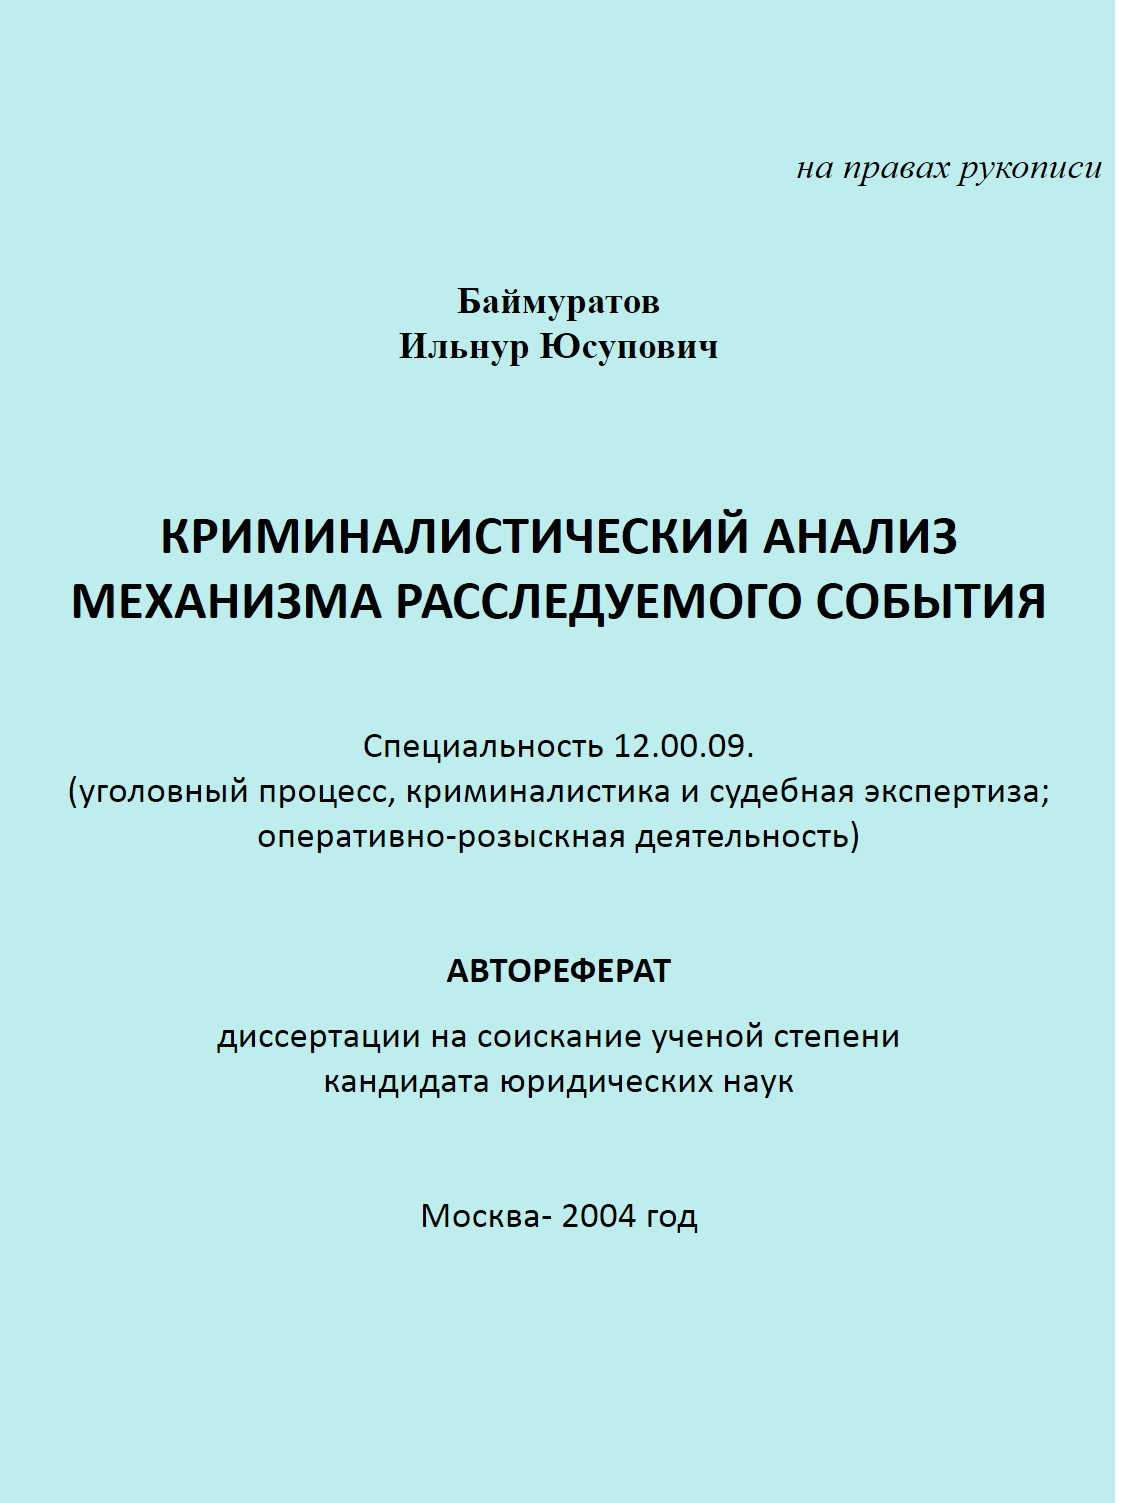 на правах рукописи
Баймуратов
Ильнур Юсупович
КРИМИНАЛИСТИЧЕСКИЙ АНАЛИЗ
МЕХАНИЗМА РАССЛЕДУЕМОГО СОБЫТИЯ
Специальность 12.00.09.
(уголовный процесс, криминалистика и судебная экспертиза;
оперативно-розыскная деятельность)
АВТОРЕФЕРАТ
диссертации на соискание ученой степени
кандидата юридических наук
Москва- 2004 год